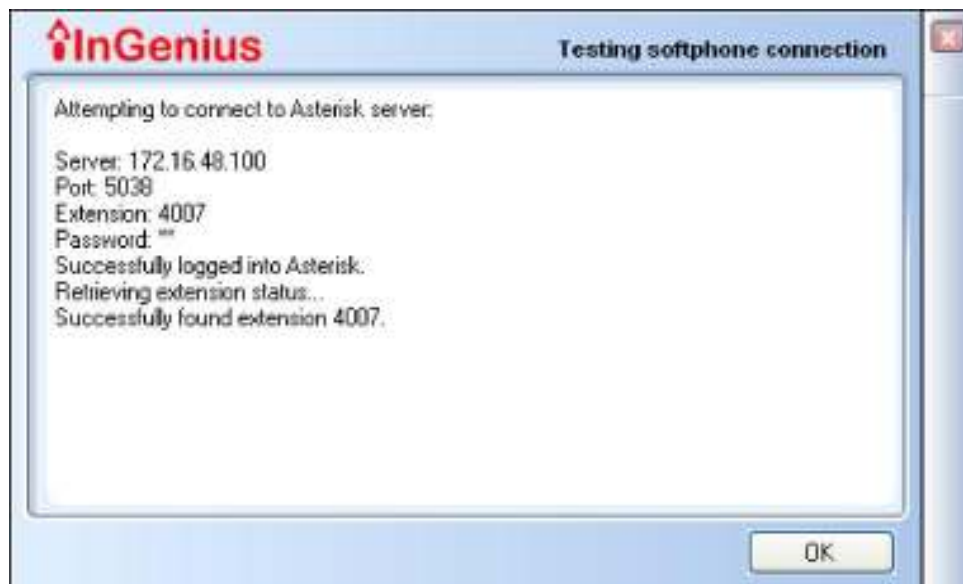 InGenius
Testing softphone connection
Attempting to connect to Asterisk server:
Server: 172.16.48.100
Port: 5038
Extension: 4007
Password: ""
Successfully logged into Asterisk.
Retrieving extension status...
Successfully found extension 4007.
OK